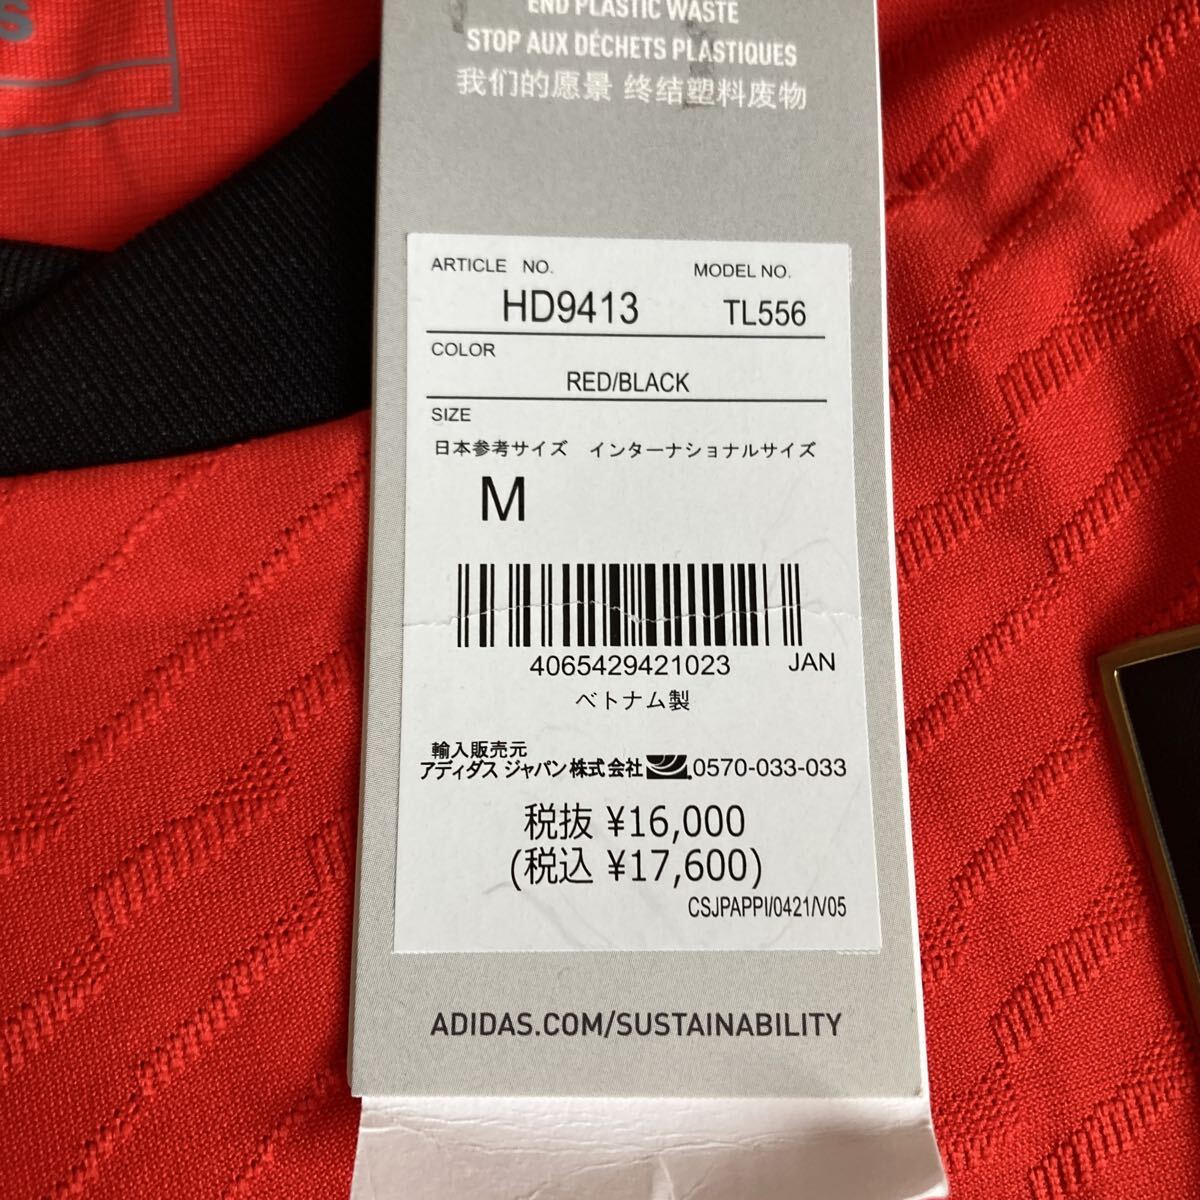 END PLASTIC WASTE
STOP AUX DÉCHETS PLASTIQUES
我们的愿景 终结塑料废物
ARTICLE NO. MODEL NO.
HD9413 TL556
COLOR
RED/BLACK
SIZE
日本参考サイズ インターナショナルサイズ
M
4065429421023 JAN
ベトナム製
輸入販売元
アディダス ジャパン株式会社 0570-033-033
税抜 ¥16,000
(税込 ¥17,600)
CSJPAPPI/0421/V05
ADIDAS.COM/SUSTAINABILITY